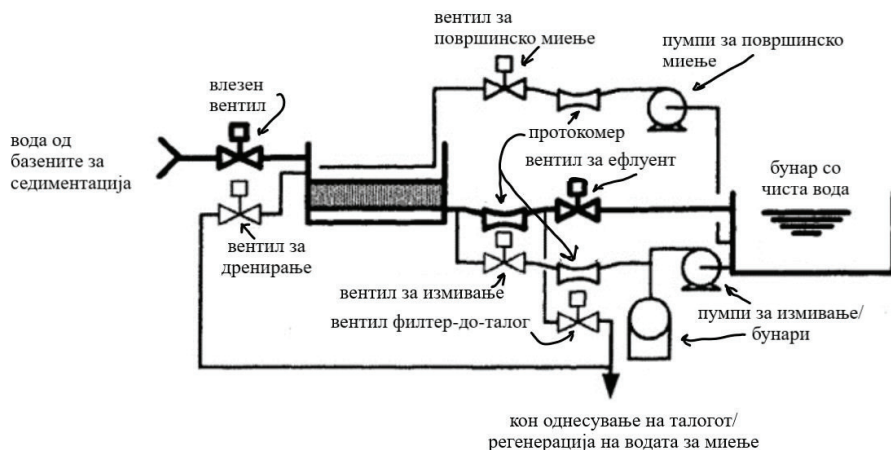 вентил за
површинско миење
пумпи за површинско
миење
влезен
вентил
вода од
базените за
седиментација
протокомер
вентил за ефлуент
бунар со
чиста вода
вентил за
дренирање
вентил за измивање
вентил филтер-до-талог
пумпи за измивање/
бунари
кон однесување на талогот/
регенерација на водата за миење